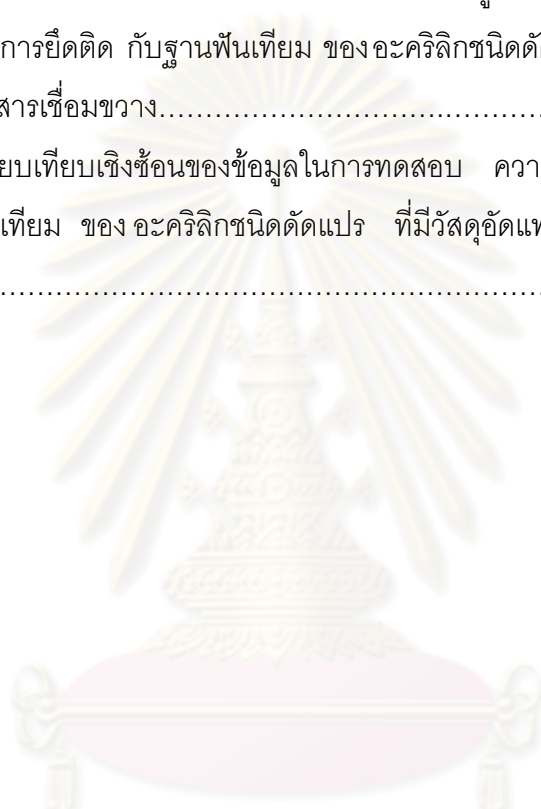 การยึดติด กับฐานฟันเทียม ของอะคริลิกชนิดดัด
สารเชื่อมขวาง……………………………………………
ยบเทียบเชิงซ้อนของข้อมูลในการทดสอบ ควา
เทียม ของ อะคริลิกชนิดดัดแปร ที่มีวัสดุอัดแ
………………………………………………………………